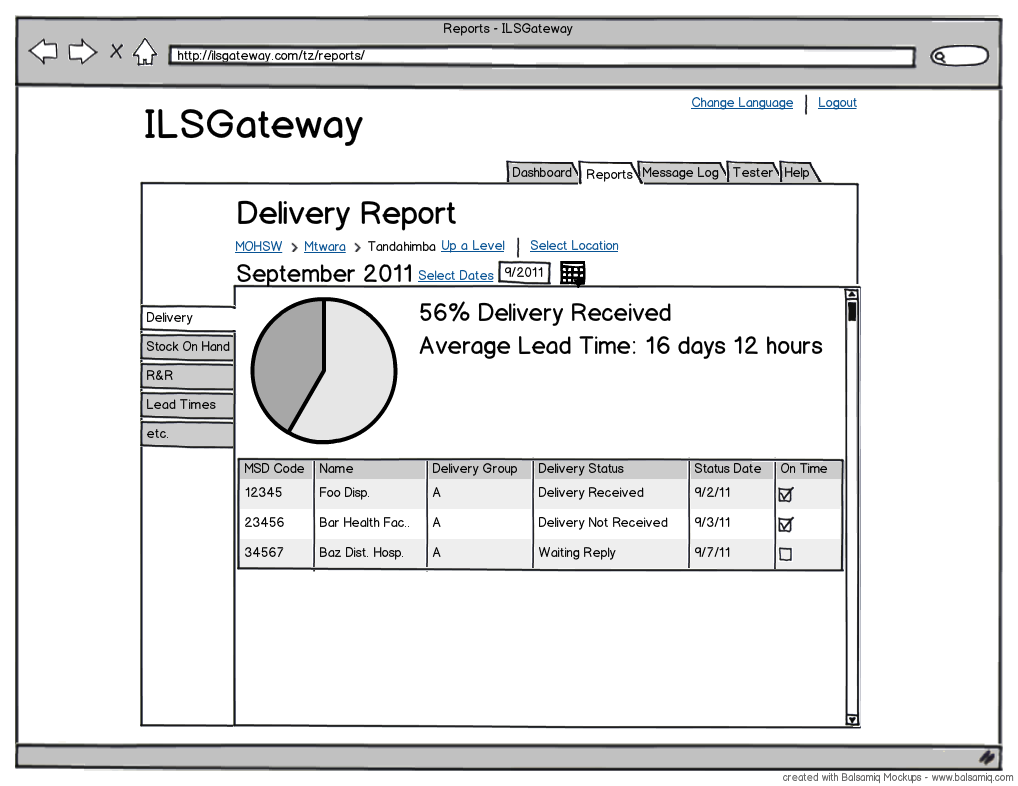 Reports - ILSGateway
http://ilsgateway.com/tz/reports/
Change Language | Logout
ILSGateway
Dashboard Reports Message Log Tester Help
Delivery Report
MOHSW > Mtwara > Tandahimba Up a Level | Select Location
September 2011 Select Dates 9/2011
Delivery
Stock On Hand
R&R
Lead Times
etc.
56% Delivery Received
Average Lead Time: 16 days 12 hours
MSD Code Name Delivery Group Delivery Status Status Date On Time
12345 Foo Disp. A Delivery Received 9/2/11
23456 Bar Health Fac.. A Delivery Not Received 9/3/11
34567 Baz Dist. Hosp. A Waiting Reply 9/7/11
created with Balsamiq Mockups - www.balsamiq.com